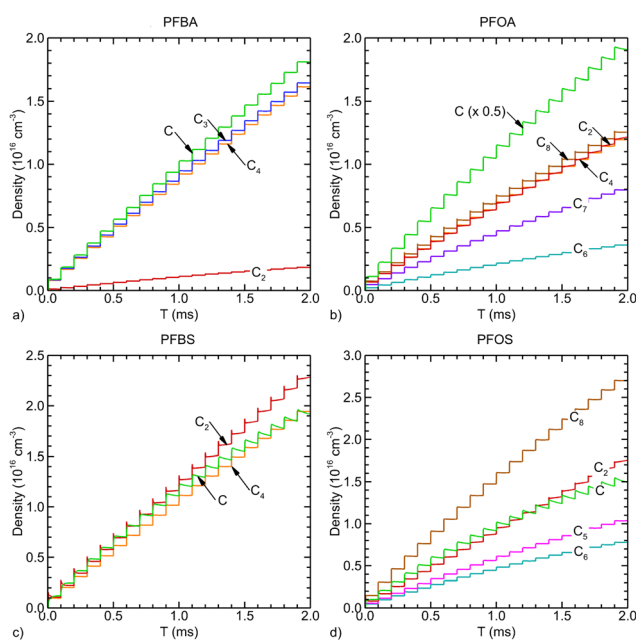 PFBA
PFOA
2.0
1.5
1.0
0.5
0.0
Density (10¹⁶ cm⁻³)
C
C₃
C₄
C₂
0.0 0.5 1.0 1.5 2.0
T (ms)
a)
2.0
1.5
1.0
0.5
0.0
Density (10¹⁶ cm⁻³)
C (x 0.5)
C₂
C₈
C₄
C₇
C₆
0.0 0.5 1.0 1.5 2.0
T (ms)
b)
PFBS
PFOS
2.5
2.0
1.5
1.0
0.5
0.0
Density (10¹⁶ cm⁻³)
C₂
C
C₄
0.0 0.5 1.0 1.5 2.0
T (ms)
c)
3.0
2.5
2.0
1.5
1.0
0.5
0.0
Density (10¹⁶ cm⁻³)
C₈
C₂
C
C₅
C₆
0.0 0.5 1.0 1.5 2.0
T (ms)
d)